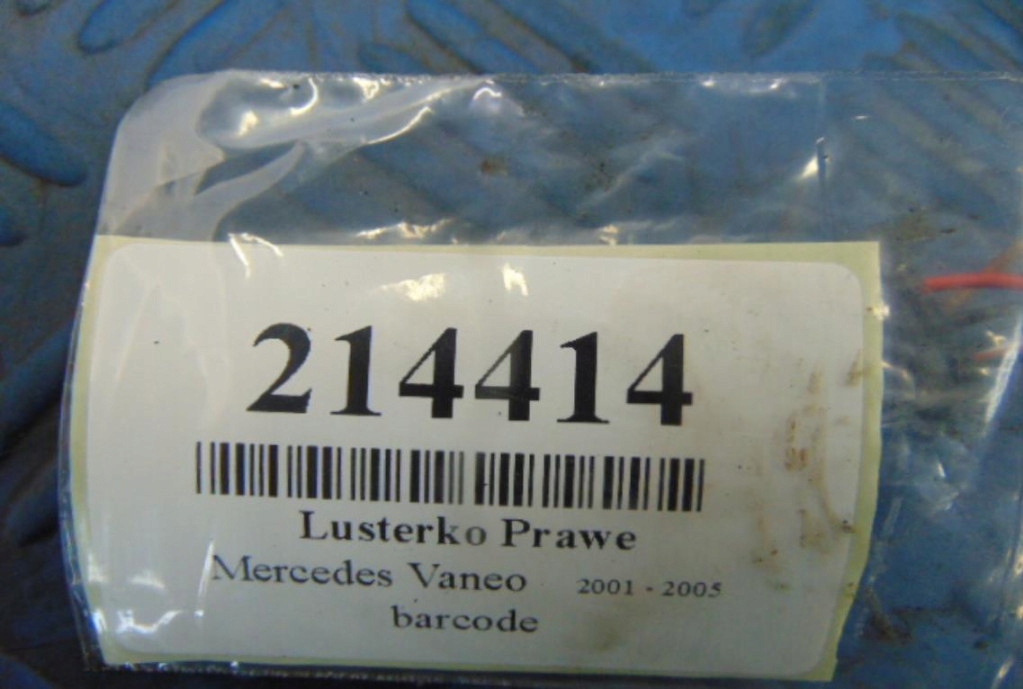 214414
Lusterko Prawe
Mercedes Vaneo 2001 - 2005
barcode